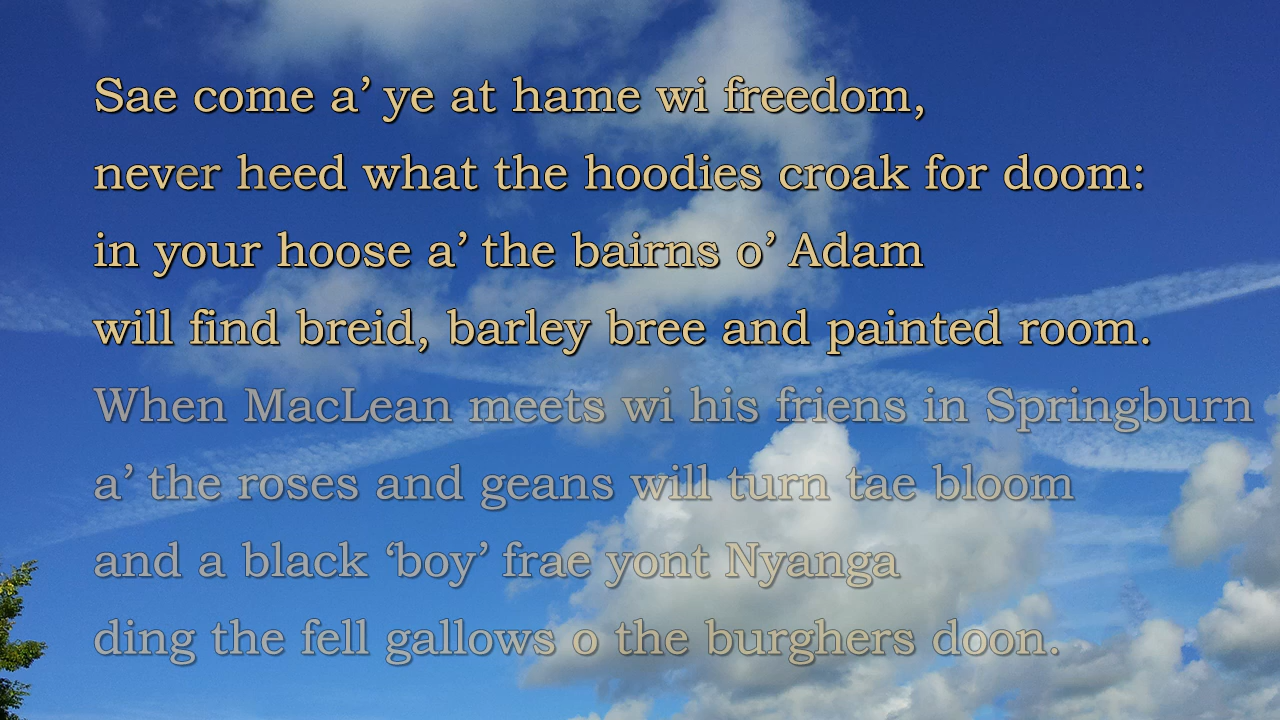 Sae come a’ ye at hame wi freedom,
never heed what the hoodies croak for doom:
in your hoose a’ the bairns o’ Adam
will find breid, barley bree and painted room.
When MacLean meets wi his friens in Springburn
a’ the roses and geans will turn tae bloom
and a black ‘boy’ frae yont Nyanga
ding the fell gallows o the burghers doon.